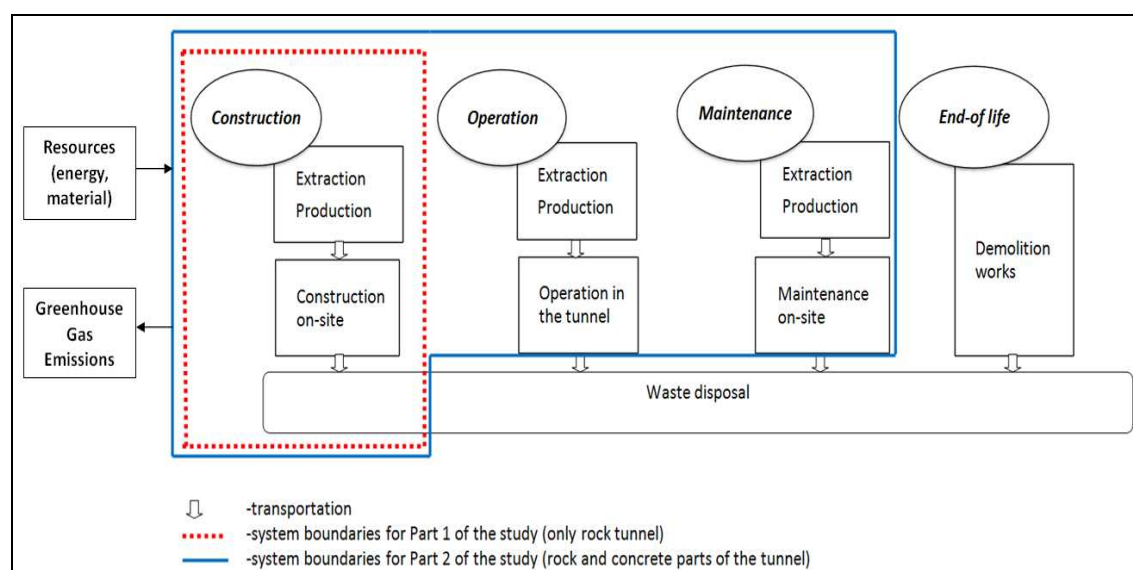 Construction
Operation
Maintenance
End-of life
Resources
(energy,
material)
Extraction
Production
Extraction
Production
Extraction
Production
Demolition
works
Greenhouse
Gas
Emissions
Construction
on-site
Operation in
the tunnel
Maintenance
on-site
Waste disposal
-transportation
-system boundaries for Part 1 of the study (only rock tunnel)
-system boundaries for Part 2 of the study (rock and concrete parts of the tunnel)